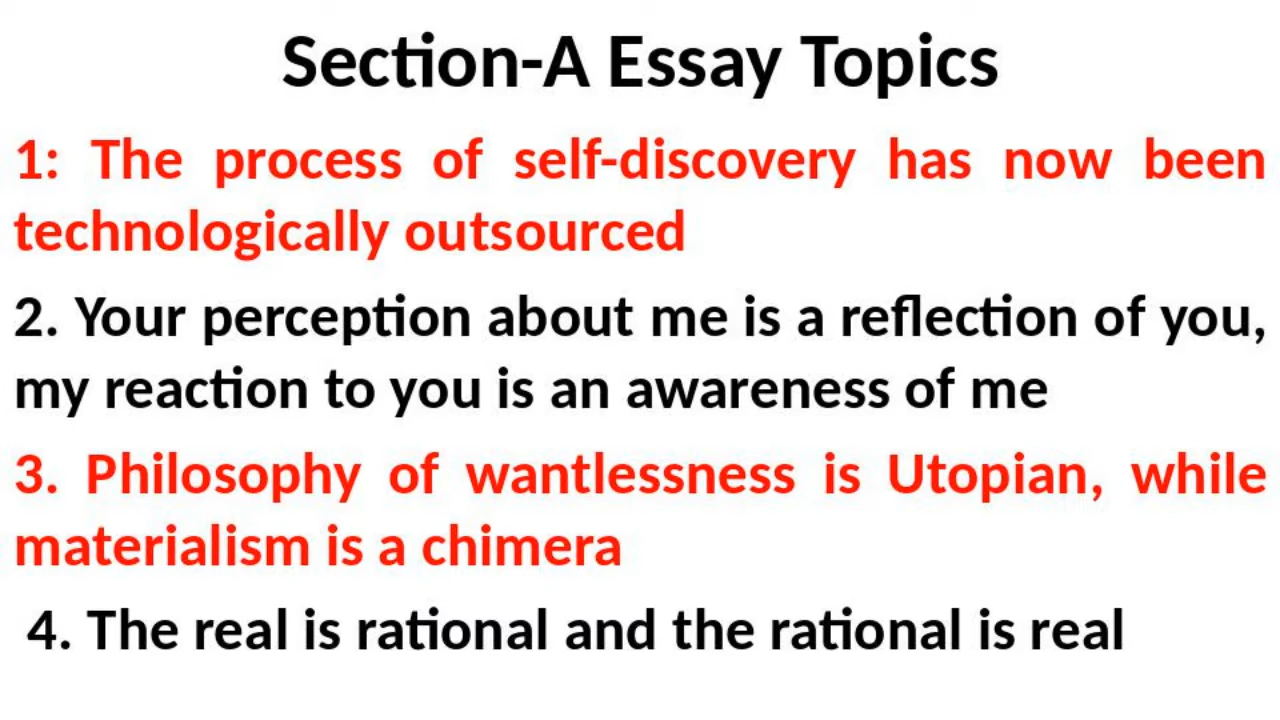 Section-A Essay Topics
1: The process of self-discovery has now been
technologically outsourced
2. Your perception about me is a reflection of you,
my reaction to you is an awareness of me
3. Philosophy of wantlessness is Utopian, while
materialism is a chimera
4. The real is rational and the rational is real